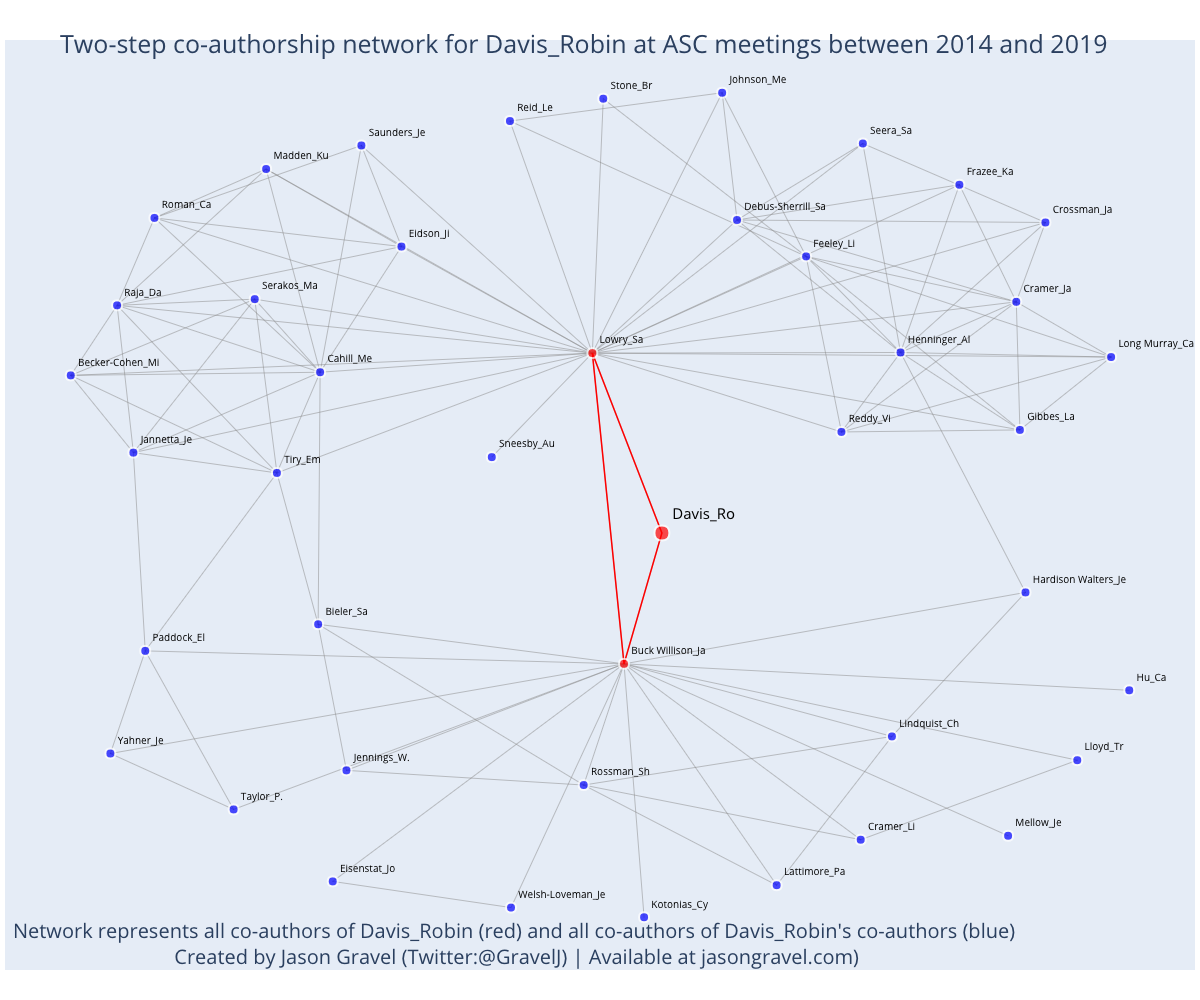 Two-step co-authorship network for Davis_Robin at ASC meetings between 2014 and 2019
Johnson_Me
Stone_Br
Reid_Le
Saunders_Je
Seera_Sa
Madden_Ku
Frazee_Ka
Roman_Ca
Debus-Sherrill_Sa
Crossman_Ja
Eidson_Ji
Feeley_Li
Serakos_Ma
Raja_Da
Cramer_Ja
Lowry_Sa
Henninger_Al
Long Murray_Ca
Becker-Cohen_Mi
Cahill_Me
Reddy_Vi
Gibbes_La
Jannetta_Je
Sneesby_Au
Tiry_Em
Davis_Ro
Hardison Walters_Je
Bieler_Sa
Paddock_El
Buck Willison_Ja
Hu_Ca
Lindquist_Ch
Yahner_Je
Lloyd_Tr
Jennings_W.
Rossman_Sh
Taylor_P.
Mellow_Je
Cramer_Li
Eisenstat_Jo
Lattimore_Pa
Welsh-Loveman_Je
Kotonias_Cy
Network represents all co-authors of Davis_Robin (red) and all co-authors of Davis_Robin's co-authors (blue)
Created by Jason Gravel (Twitter:@GravelJ) | Available at jasongravel.com)